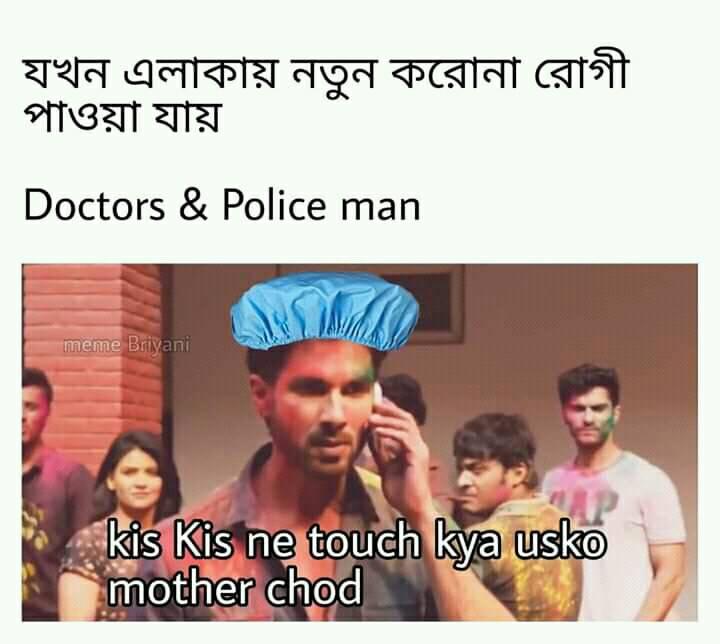 যখন এলাকায় নতুন করোনা রোগী
পাওয়া যায়
Doctors & Police man
meme Briyani
kis Kis ne touch kya usko
mother chod